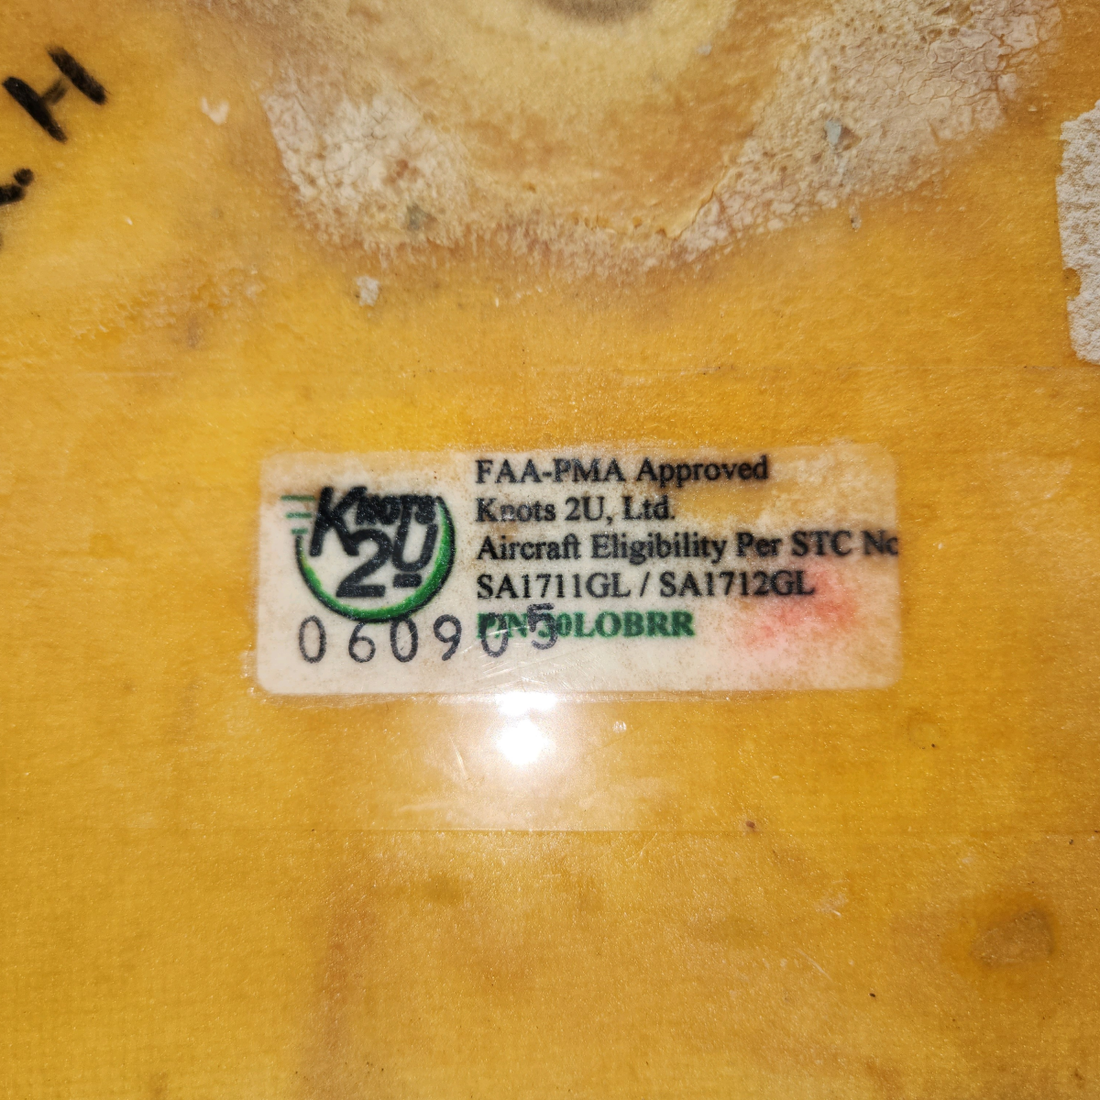 H
KNOTS
2U
FAA-PMA Approved
Knots 2U, Ltd.
Aircraft Eligibility Per STC No
SA1711GL / SA1712GL
060905